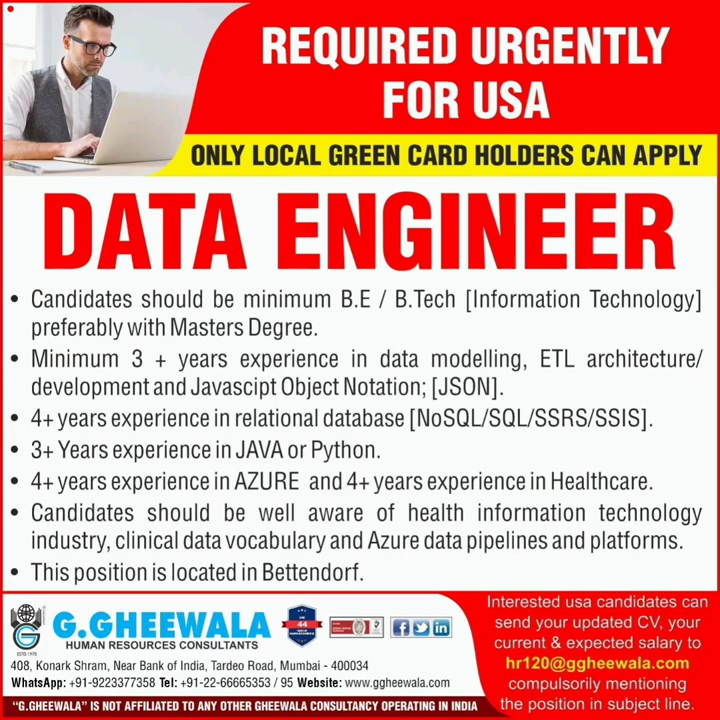 REQUIRED URGENTLY
FOR USA
ONLY LOCAL GREEN CARD HOLDERS CAN APPLY
DATA ENGINEER
• Candidates should be minimum B.E / B.Tech [Information Technology]
preferably with Masters Degree.
• Minimum 3 + years experience in data modelling, ETL architecture/
development and Javascipt Object Notation; [JSON].
• 4+ years experience in relational database [NoSQL/SQL/SSRS/SSIS].
• 3+ Years experience in JAVA or Python.
• 4+ years experience in AZURE and 4+ years experience in Healthcare.
• Candidates should be well aware of health information technology
industry, clinical data vocabulary and Azure data pipelines and platforms.
• This position is located in Bettendorf.
G.GHEEWALA
HUMAN RESOURCES CONSULTANTS
ESTD 1970
44
408, Konark Shram, Near Bank of India, Tardeo Road, Mumbai - 400034
WhatsApp: +91-9223377358 Tel: +91-22-66665353 / 95 Website: www.ggheewala.com
"G.GHEEWALA" IS NOT AFFILIATED TO ANY OTHER GHEEWALA CONSULTANCY OPERATING IN INDIA
Interested usa candidates can
send your updated CV, your
current & expected salary to
hr120@ggheewala.com
compulsorily mentioning
the position in subject line.